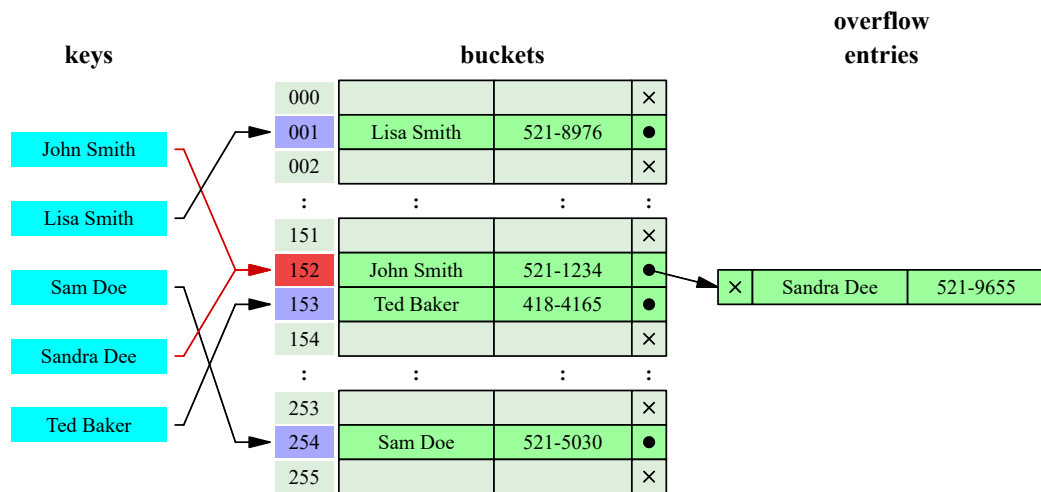 keys
buckets
overflow
entries
John Smith
Lisa Smith
Sam Doe
Sandra Dee
Ted Baker
000 ×
001 Lisa Smith 521-8976 ●
002 ×
: : : :
151 ×
152 John Smith 521-1234 ●
153 Ted Baker 418-4165 ●
154 ×
: : : :
253 ×
254 Sam Doe 521-5030 ●
255 ×
× Sandra Dee 521-9655